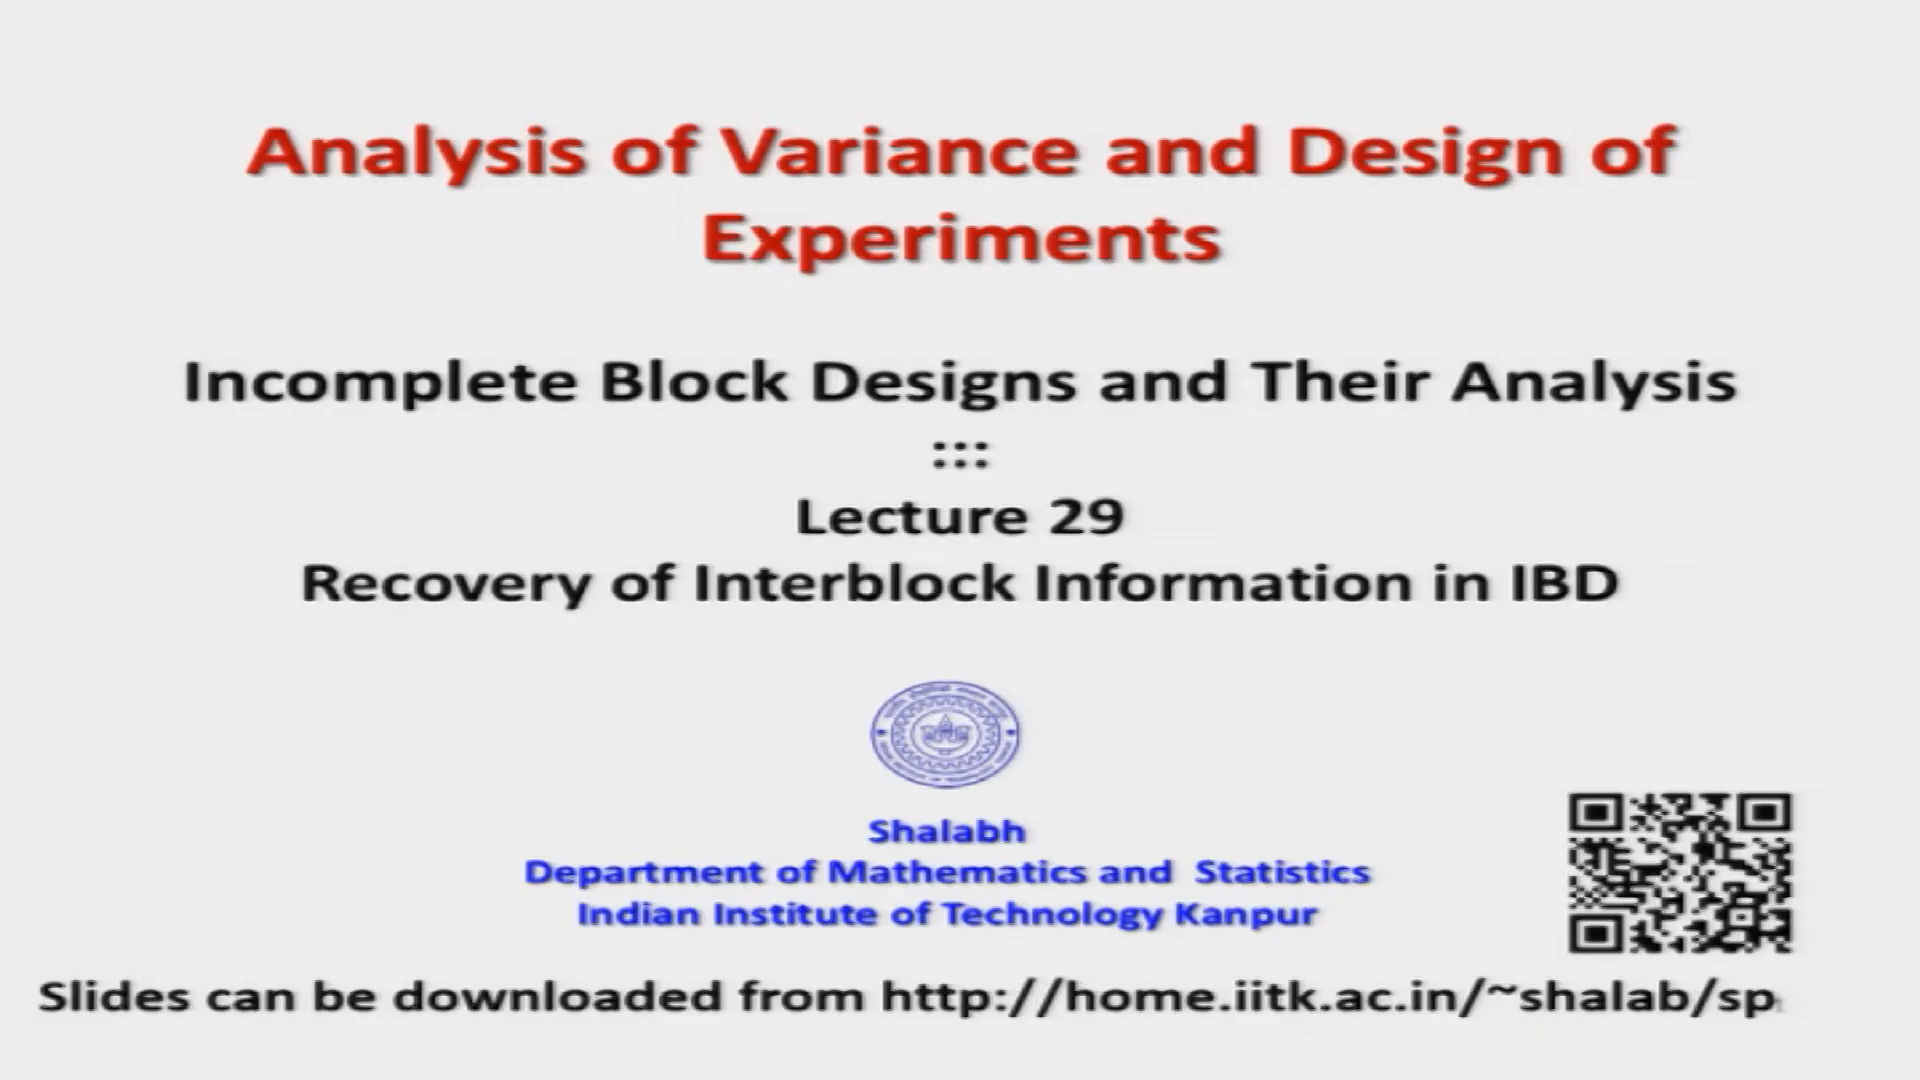 Analysis of Variance and Design of
Experiments
Incomplete Block Designs and Their Analysis
:::
Lecture 29
Recovery of Interblock Information in IBD
Shalabh
Department of Mathematics and Statistics
Indian Institute of Technology Kanpur
Slides can be downloaded from http://home.iitk.ac.in/~shalab/sp
1